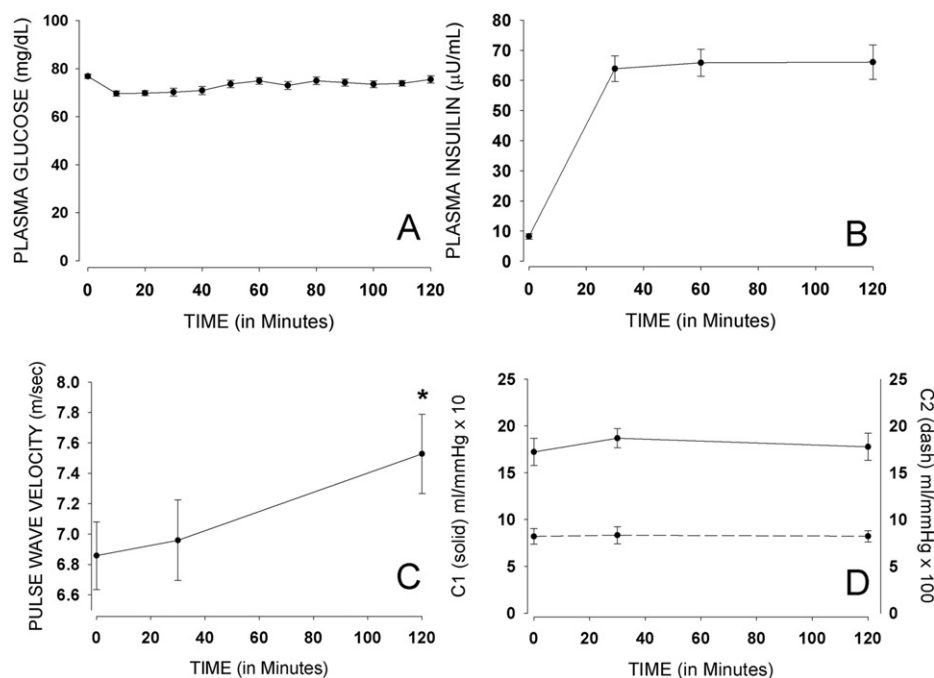 PLASMA GLUCOSE (mg/dL)
100
80
60
40
20
0
A
0 20 40 60 80 100 120
TIME (in Minutes)
PLASMA INSUILIN (μU/mL)
80
70
60
50
40
30
20
10
0
B
0 20 40 60 80 100 120
TIME (in Minutes)
PULSE WAVE VELOCITY (m/sec)
8.0
7.8
7.6
7.4
7.2
7.0
6.8
6.6
*
C
0 20 40 60 80 100 120
TIME (in Minutes)
C1 (solid) ml/mmHg x 10
25
20
15
10
5
0
D
0 20 40 60 80 100 120
TIME (in Minutes)
25
20
15
10
5
0
C2 (dash) ml/mmHg x 100